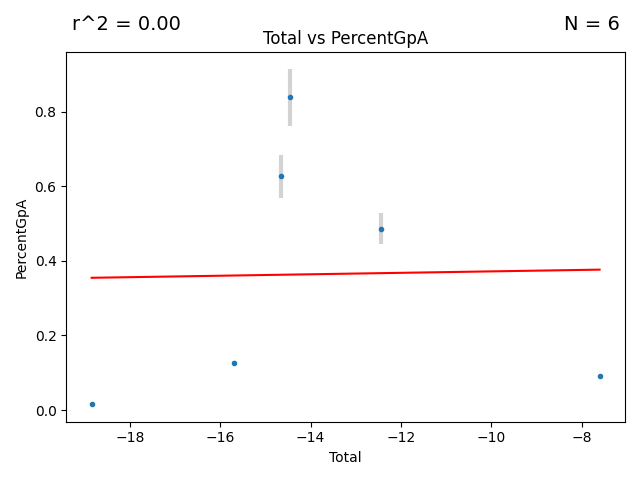 r^2 = 0.00
N = 6
Total vs PercentGpA
PercentGpA
0.8
0.6
0.4
0.2
0.0
−18
−16
−14
−12
−10
−8
Total